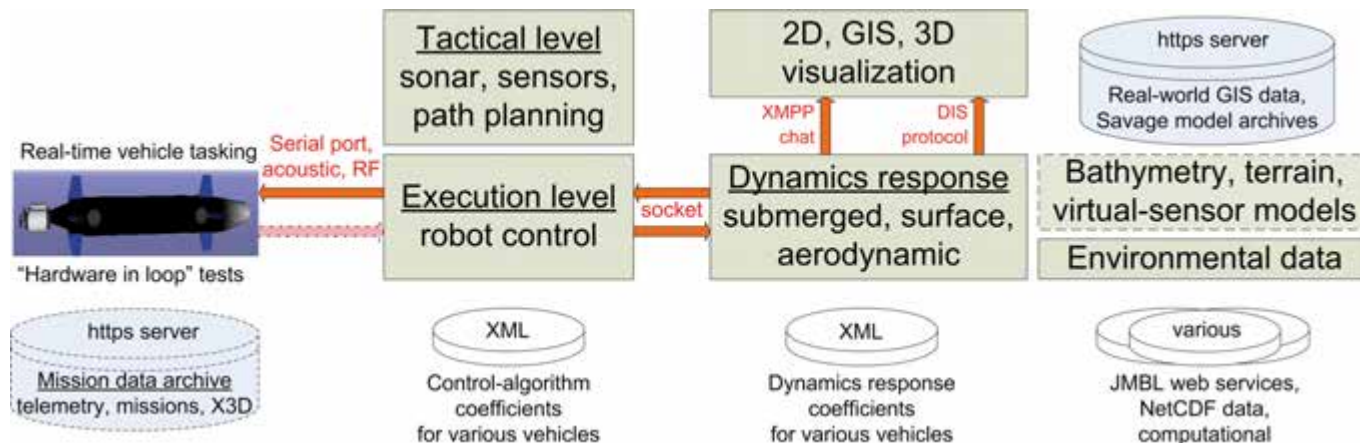 Tactical level
sonar, sensors,
path planning
2D, GIS, 3D
visualization
https server
Real-world GIS data,
Savage model archives
XMPP
chat
DIS
protocol
Real-time vehicle tasking
Serial port,
acoustic, RF
Execution level
robot control
socket
Dynamics response
submerged, surface,
aerodynamic
Bathymetry, terrain,
virtual-sensor models
Environmental data
“Hardware in loop” tests
https server
Mission data archive
telemetry, missions, X3D
XML
Control-algorithm
coefficients
for various vehicles
XML
Dynamics response
coefficients
for various vehicles
various
JMBL web services,
NetCDF data,
computational